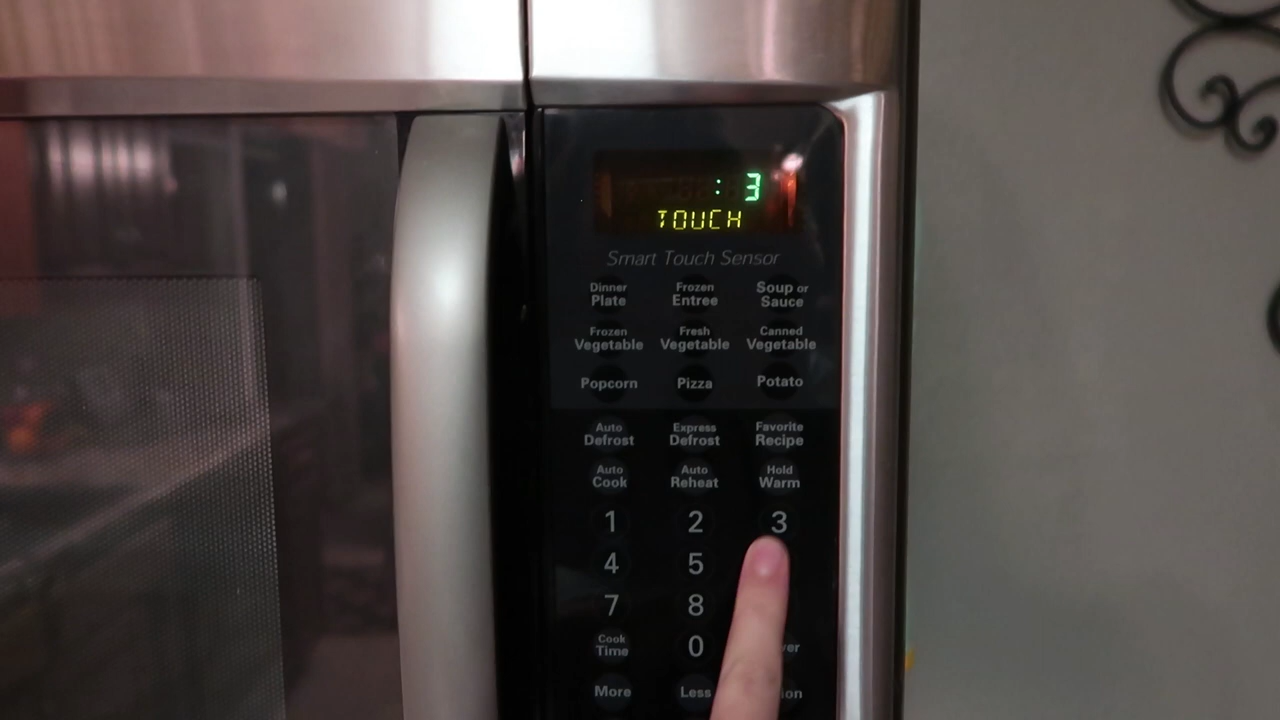 : 3
TOUCH
Smart Touch Sensor
Dinner Plate Frozen Entree Soup or Sauce
Frozen Vegetable Fresh Vegetable Canned Vegetable
Popcorn Pizza Potato
Auto Defrost Express Defrost Favorite Recipe
Auto Cook Auto Reheat Hold Warm
1 2 3
4 5
7 8
Cook Time 0
More Less